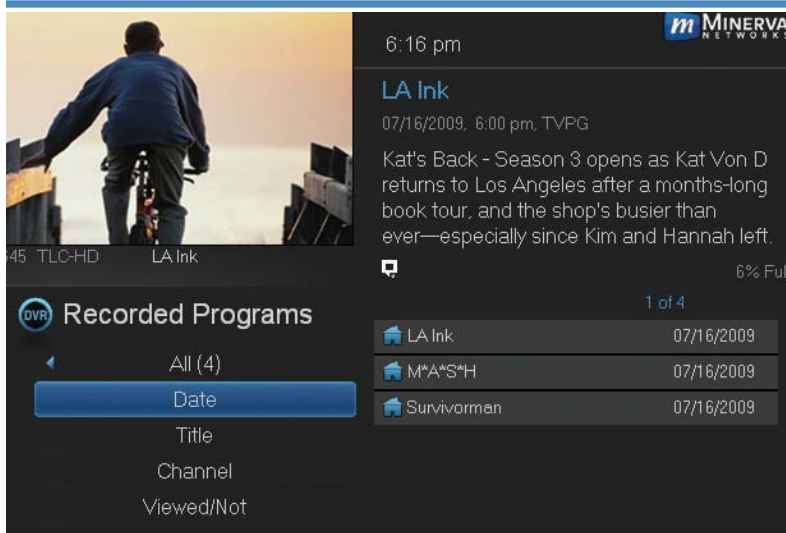 6:16 pm
m MINERVA
NETWORKS
LA Ink
07/16/2009, 6:00 pm, TVPG
Kat's Back - Season 3 opens as Kat Von D
returns to Los Angeles after a months-long
book tour, and the shop's busier than
ever—especially since Kim and Hannah left.
6% Ful
645 TLC-HD LA Ink
DVR Recorded Programs
All (4)
Date
Title
Channel
Viewed/Not
1 of 4
LA Ink 07/16/2009
M*A*S*H 07/16/2009
Survivorman 07/16/2009